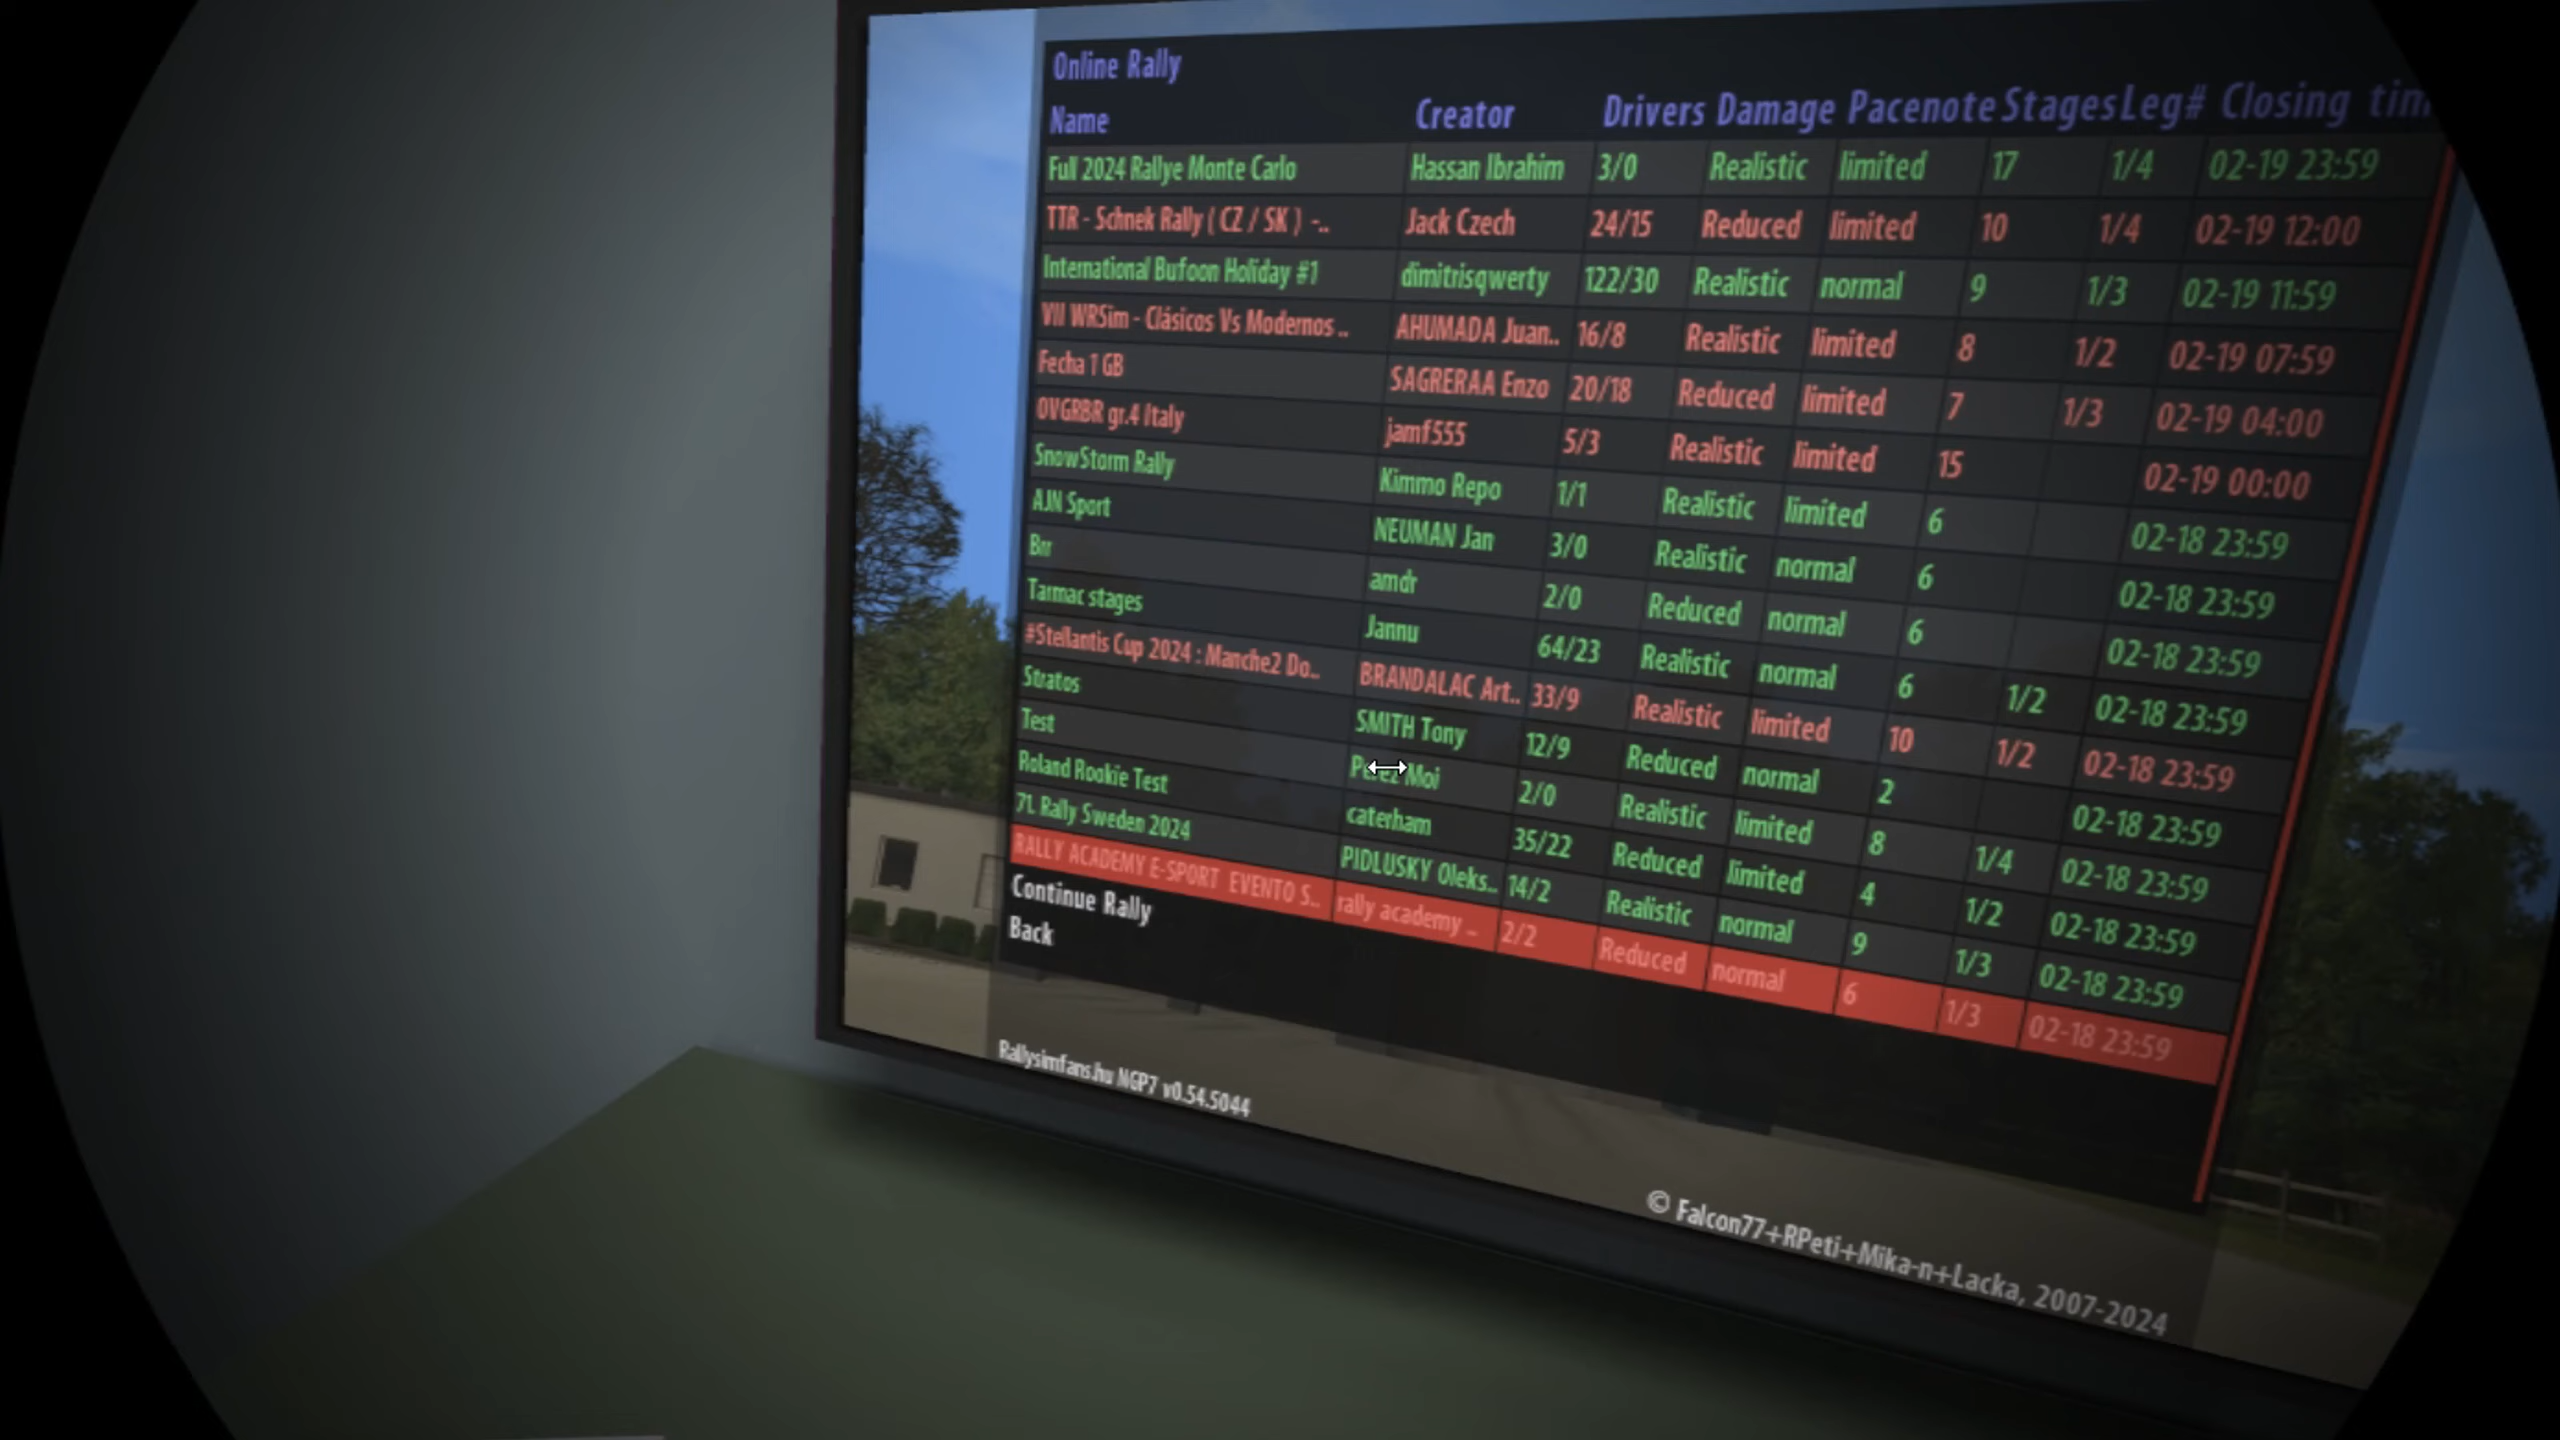 Online Rally
Name Creator Drivers Damage Pacenote Stages Leg# Closing tim
Full 2024 Rallye Monte Carlo Hassan Ibrahim 3/0 Realistic limited 17 1/4 02-19 23:59
TTR - Schnek Rally ( CZ / SK ) -.. Jack Czech 24/15 Reduced limited 10 1/4 02-19 12:00
International Bufoon Holiday #1 dimitrisqwerty 122/30 Realistic normal 9 1/3 02-19 11:59
VII WRSim - Clásicos Vs Modernos .. AHUMADA Juan.. 16/8 Realistic limited 8 1/2 02-19 07:59
Fecha 1 GB SAGRERAA Enzo 20/18 Reduced limited 7 1/3 02-19 04:00
OVGRBR gr.4 Italy jamf555 5/3 Realistic limited 15 02-19 00:00
SnowStorm Rally Kimmo Repo 1/1 Realistic limited 6 02-18 23:59
AJN Sport NEUMAN Jan 3/0 Realistic normal 6 02-18 23:59
Brr amdr 2/0 Reduced normal 6 02-18 23:59
Tarmac stages Jannu 64/23 Realistic normal 6 1/2 02-18 23:59
#Stellantis Cup 2024 : Manche2 Do.. BRANDALAC Art.. 33/9 Realistic limited 10 1/2 02-18 23:59
Stratos SMITH Tony 12/9 Reduced normal 2 02-18 23:59
Test Moi 2/0 Realistic limited 8 1/4 02-18 23:59
Roland Rookie Test caterham 35/22 Reduced limited 4 1/2 02-18 23:59
71. Rally Sweden 2024 PIDLUSKY Oleks.. 14/2 Realistic normal 9 1/3 02-18 23:59
RALLY ACADEMY E-SPORT EVENTO S.. rally academy .. 2/2 Reduced normal 6 1/3 02-18 23:59
Continue Rally
Back
Rallysimfans.hu NGP7 v0.54.5044
© Falcon77+RPeti+Mika-n+Lacka, 2007-2024